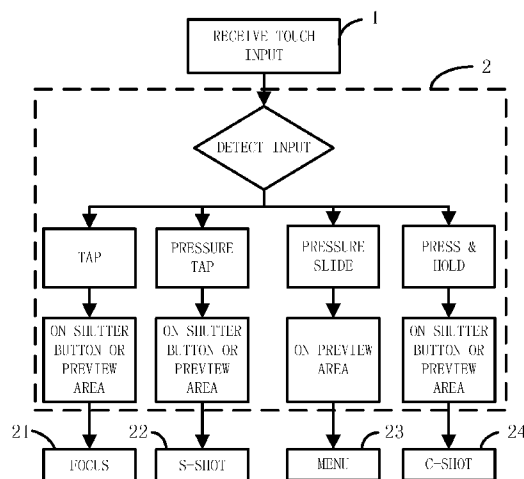 1
RECEIVE TOUCH
INPUT
2
DETECT INPUT
TAP
PRESSURE
TAP
PRESSURE
SLIDE
PRESS &
HOLD
ON SHUTTER
BUTTON OR
PREVIEW
AREA
ON SHUTTER
BUTTON OR
PREVIEW
AREA
ON PREVIEW
AREA
ON SHUTTER
BUTTON OR
PREVIEW
AREA
21
FOCUS
22
S-SHOT
23
MENU
24
C-SHOT